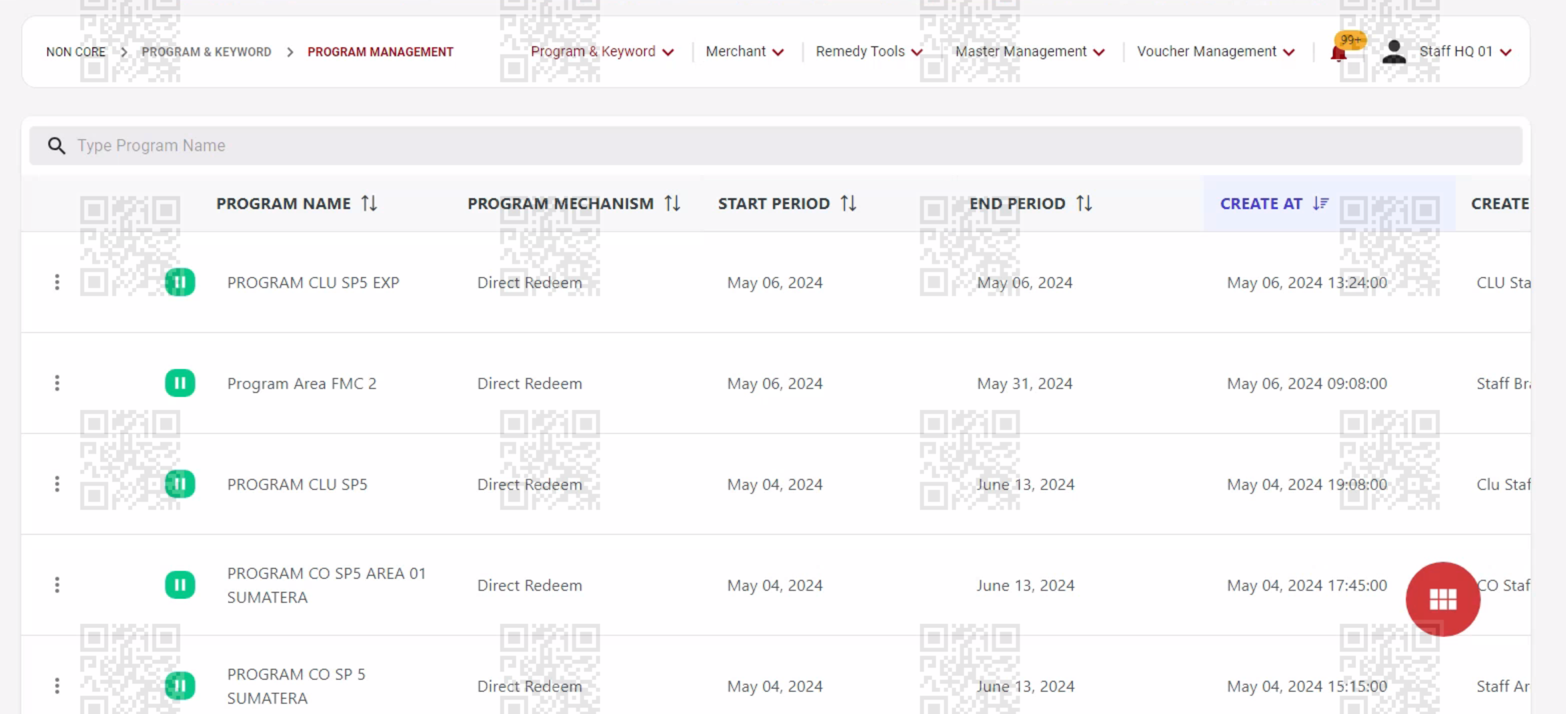 NON CORE > PROGRAM & KEYWORD > PROGRAM MANAGEMENT Program & Keyword Merchant Remedy Tools Master Management Voucher Management 99+ Staff HQ 01
Type Program Name
PROGRAM NAME PROGRAM MECHANISM START PERIOD END PERIOD CREATE AT CREATE
PROGRAM CLU SP5 EXP Direct Redeem May 06, 2024 May 06, 2024 May 06, 2024 13:24:00 CLU Sta
Program Area FMC 2 Direct Redeem May 06, 2024 May 31, 2024 May 06, 2024 09:08:00 Staff Bra
PROGRAM CLU SP5 Direct Redeem May 04, 2024 June 13, 2024 May 04, 2024 19:08:00 Clu Staf
PROGRAM CO SP5 AREA 01
SUMATERA Direct Redeem May 04, 2024 June 13, 2024 May 04, 2024 17:45:00 CO Staf
PROGRAM CO SP 5
SUMATERA Direct Redeem May 04, 2024 June 13, 2024 May 04, 2024 15:15:00 Staff Ar